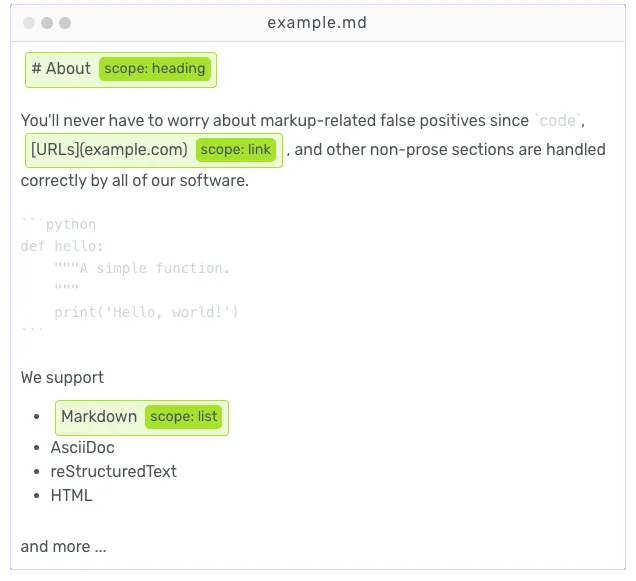 example.md
# About scope: heading
You'll never have to worry about markup-related false positives since `code`,
[URLs](example.com) scope: link , and other non-prose sections are handled
correctly by all of our software.
```python
def hello:
    """A simple function.
    """
    print('Hello, world!')
```
We support
• Markdown scope: list
• AsciiDoc
• reStructuredText
• HTML
and more ...